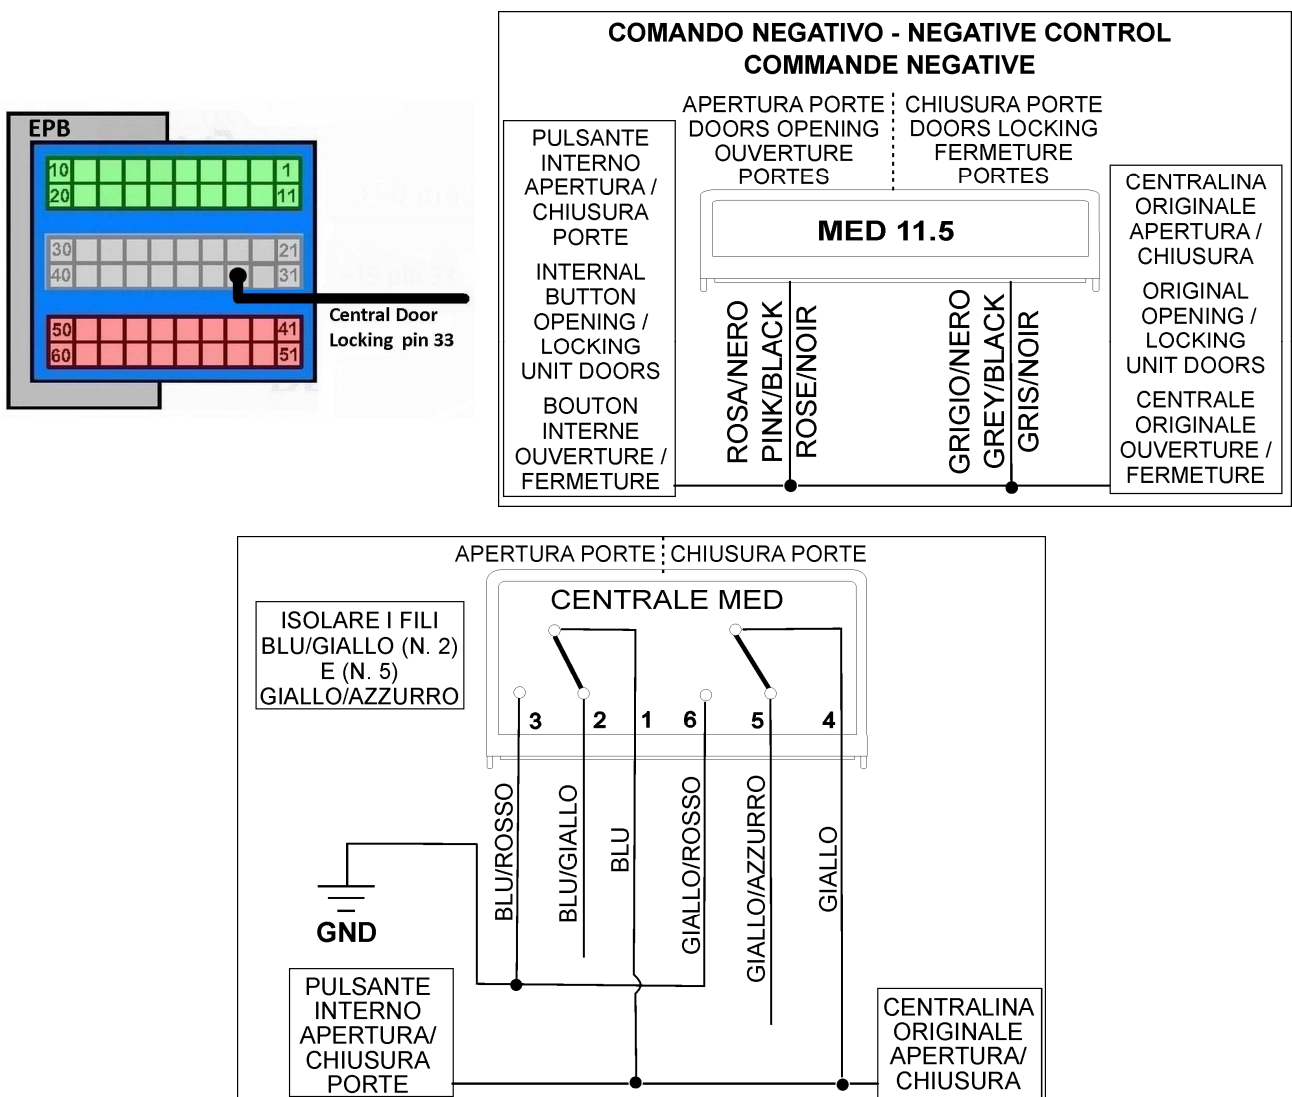 EPB
10
1
20
11
30
21
40
31
50
41
60
51
Central Door
Locking pin 33
COMANDO NEGATIVO - NEGATIVE CONTROL
COMMANDE NEGATIVE
APERTURA PORTE
DOORS OPENING
OUVERTURE
PORTES
CHIUSURA PORTE
DOORS LOCKING
FERMETURE
PORTES
PULSANTE
INTERNO
APERTURA /
CHIUSURA
PORTE
INTERNAL
BUTTON
OPENING /
LOCKING
UNIT DOORS
BOUTON
INTERNE
OUVERTURE /
FERMETURE
MED 11.5
ROSA/NERO
PINK/BLACK
ROSE/NOIR
GRIGIO/NERO
GREY/BLACK
GRIS/NOIR
CENTRALINA
ORIGINALE
APERTURA /
CHIUSURA
ORIGINAL
OPENING /
LOCKING
UNIT DOORS
CENTRALE
ORIGINALE
OUVERTURE /
FERMETURE
APERTURA PORTE
CHIUSURA PORTE
CENTRALE MED
ISOLARE I FILI
BLU/GIALLO (N. 2)
E (N. 5)
GIALLO/AZZURRO
3
2
1
6
5
4
BLU/ROSSO
BLU/GIALLO
BLU
GIALLO/ROSSO
GIALLO/AZZURRO
GIALLO
GND
PULSANTE
INTERNO
APERTURA/
CHIUSURA
PORTE
CENTRALINA
ORIGINALE
APERTURA/
CHIUSURA